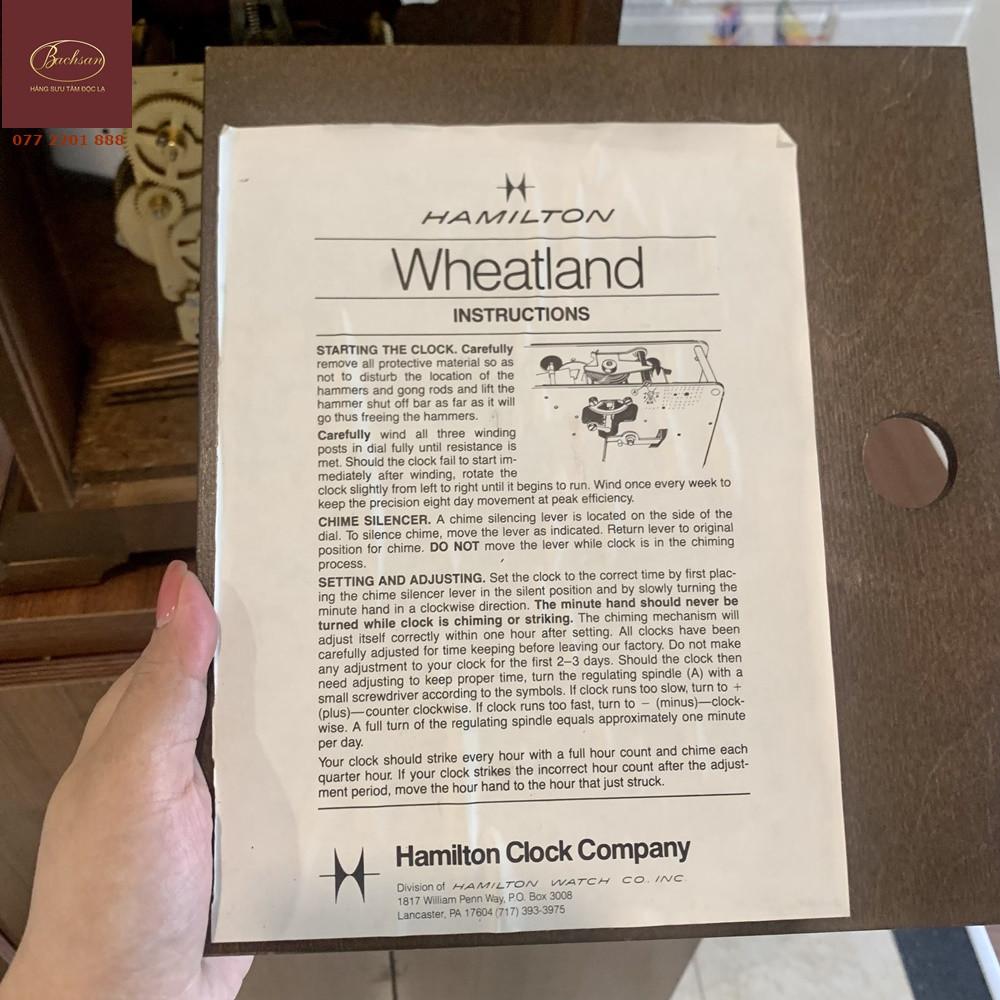 Bachsan
HÀNG SƯU TẦM ĐỘC LẠ
077 2201 888
HAMILTON
Wheatland
INSTRUCTIONS
STARTING THE CLOCK. Carefully
remove all protective material so as
not to disturb the location of the
hammers and gong rods and lift the
hammer shut off bar as far as it will
go thus freeing the hammers.
Carefully wind all three winding
posts in dial fully until resistance is
met. Should the clock fail to start im-
mediately after winding, rotate the
clock slightly from left to right until it begins to run. Wind once every week to
keep the precision eight day movement at peak efficiency.
CHIME SILENCER. A chime silencing lever is located on the side of the
dial. To silence chime, move the lever as indicated. Return lever to original
position for chime. DO NOT move the lever while clock is in the chiming
process.
SETTING AND ADJUSTING. Set the clock to the correct time by first plac-
ing the chime silencer lever in the silent position and by slowly turning the
minute hand in a clockwise direction. The minute hand should never be
turned while clock is chiming or striking. The chiming mechanism will
adjust itself correctly within one hour after setting. All clocks have been
carefully adjusted for time keeping before leaving our factory. Do not make
any adjustment to your clock for the first 2–3 days. Should the clock then
need adjusting to keep proper time, turn the regulating spindle (A) with a
small screwdriver according to the symbols. If clock runs too slow, turn to +
(plus)—counter clockwise. If clock runs too fast, turn to − (minus)—clock-
wise. A full turn of the regulating spindle equals approximately one minute
per day.
Your clock should strike every hour with a full hour count and chime each
quarter hour. If your clock strikes the incorrect hour count after the adjust-
ment period, move the hour hand to the hour that just struck.
Hamilton Clock Company
Division of HAMILTON WATCH CO. INC.
1817 William Penn Way, P.O. Box 3008
Lancaster, PA 17604 (717) 393-3975